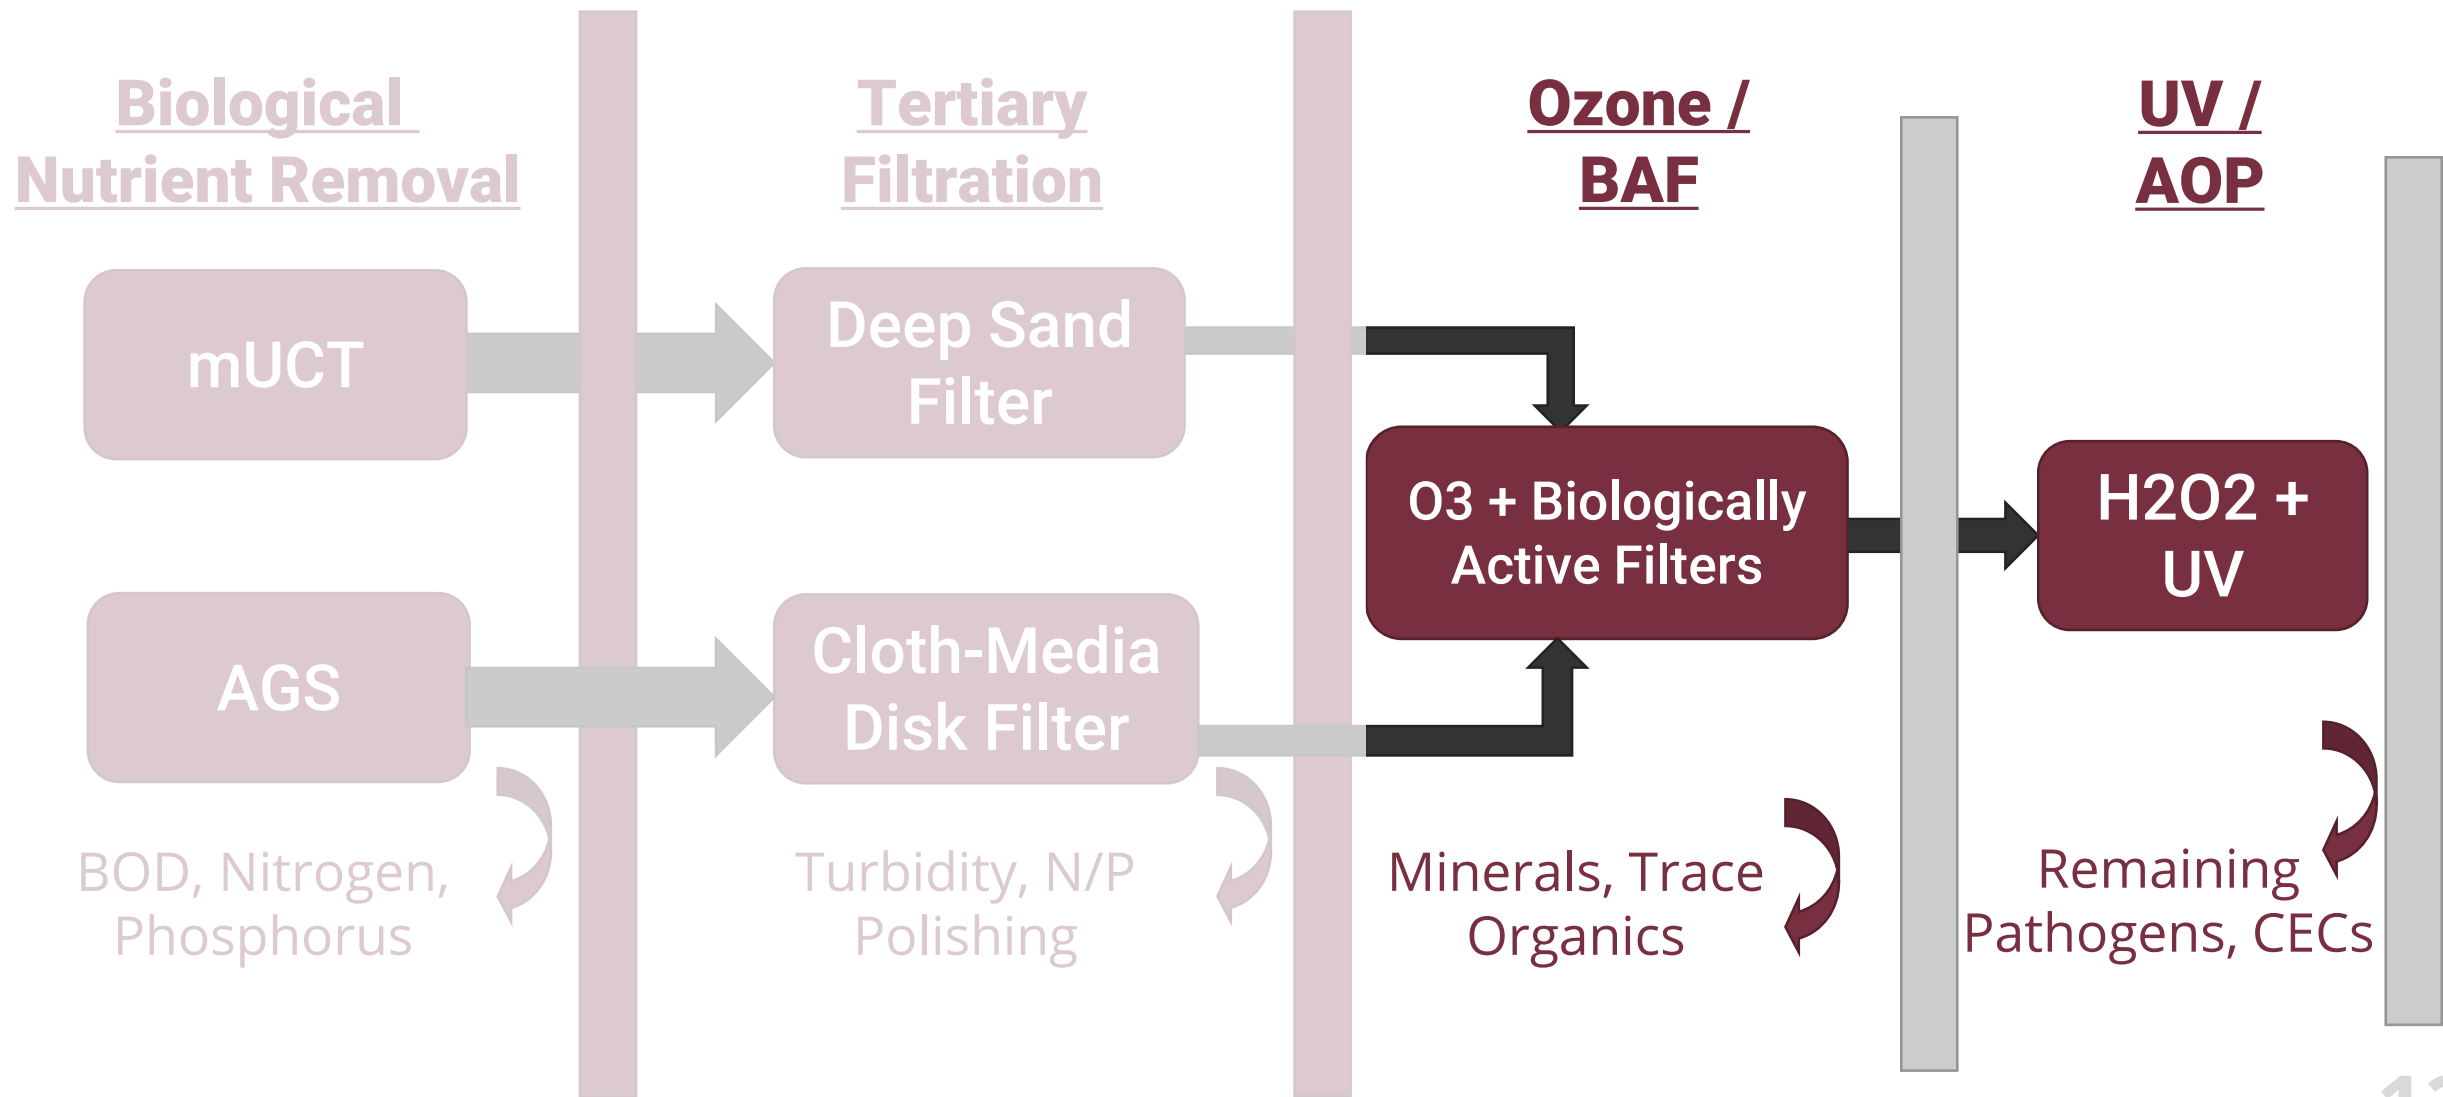 Biological
Nutrient Removal
Tertiary
Filtration
Ozone /
BAF
UV /
AOP
mUCT
Deep Sand
Filter
O3 + Biologically
Active Filters
H2O2 +
UV
AGS
Cloth-Media
Disk Filter
BOD, Nitrogen,
Phosphorus
Turbidity, N/P
Polishing
Minerals, Trace
Organics
Remaining
Pathogens, CECs